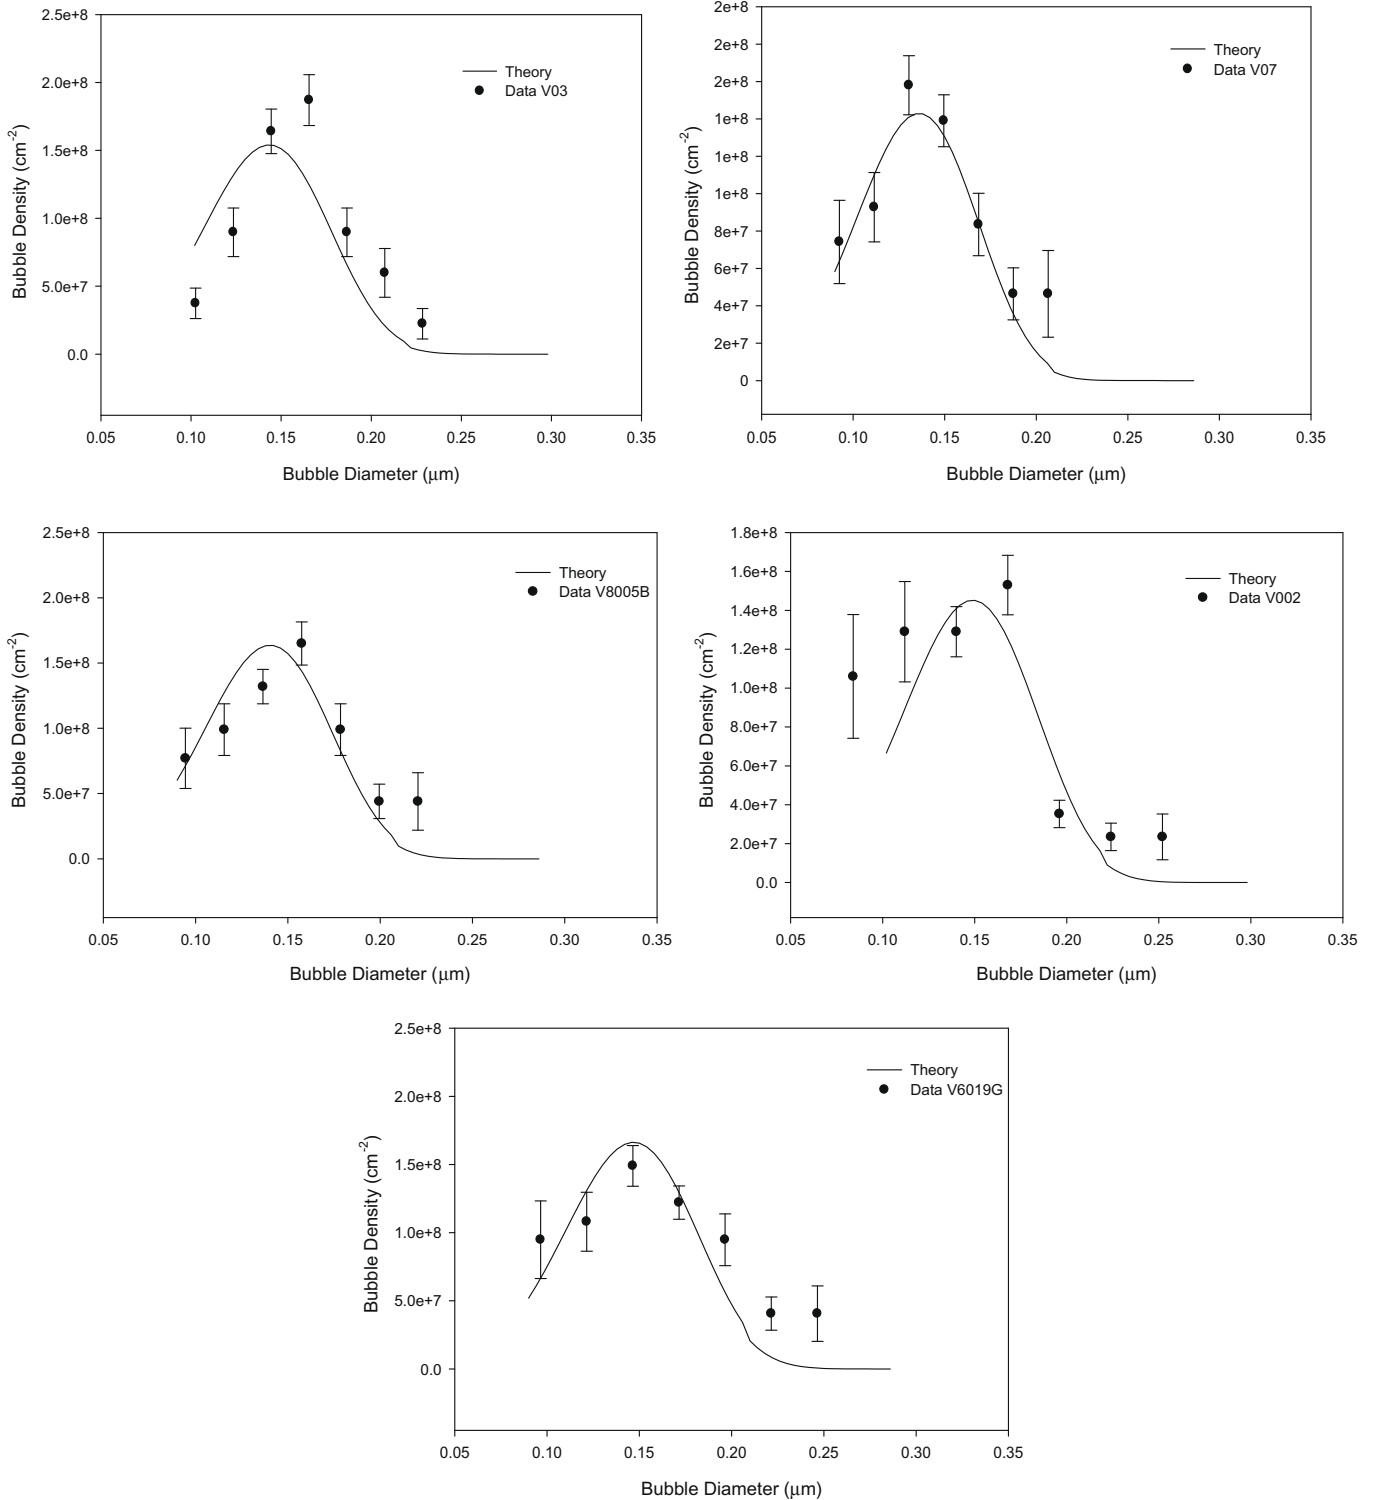 2.5e+8
2.0e+8
1.5e+8
1.0e+8
5.0e+7
0.0
Bubble Density (cm-2)
Theory
Data V03
0.05 0.10 0.15 0.20 0.25 0.30 0.35
Bubble Diameter (μm)
2e+8
2e+8
2e+8
1e+8
1e+8
1e+8
8e+7
6e+7
4e+7
2e+7
0
Bubble Density (cm-2)
Theory
Data V07
0.05 0.10 0.15 0.20 0.25 0.30 0.35
Bubble Diameter (μm)
2.5e+8
2.0e+8
1.5e+8
1.0e+8
5.0e+7
0.0
Bubble Density (cm-2)
Theory
Data V8005B
0.05 0.10 0.15 0.20 0.25 0.30 0.35
Bubble Diameter (μm)
1.8e+8
1.6e+8
1.4e+8
1.2e+8
1.0e+8
8.0e+7
6.0e+7
4.0e+7
2.0e+7
0.0
Bubble Density (cm-2)
Theory
Data V002
0.05 0.10 0.15 0.20 0.25 0.30 0.35
Bubble Diameter (μm)
2.5e+8
2.0e+8
1.5e+8
1.0e+8
5.0e+7
0.0
Bubble Density (cm-2)
Theory
Data V6019G
0.05 0.10 0.15 0.20 0.25 0.30 0.35
Bubble Diameter (μm)